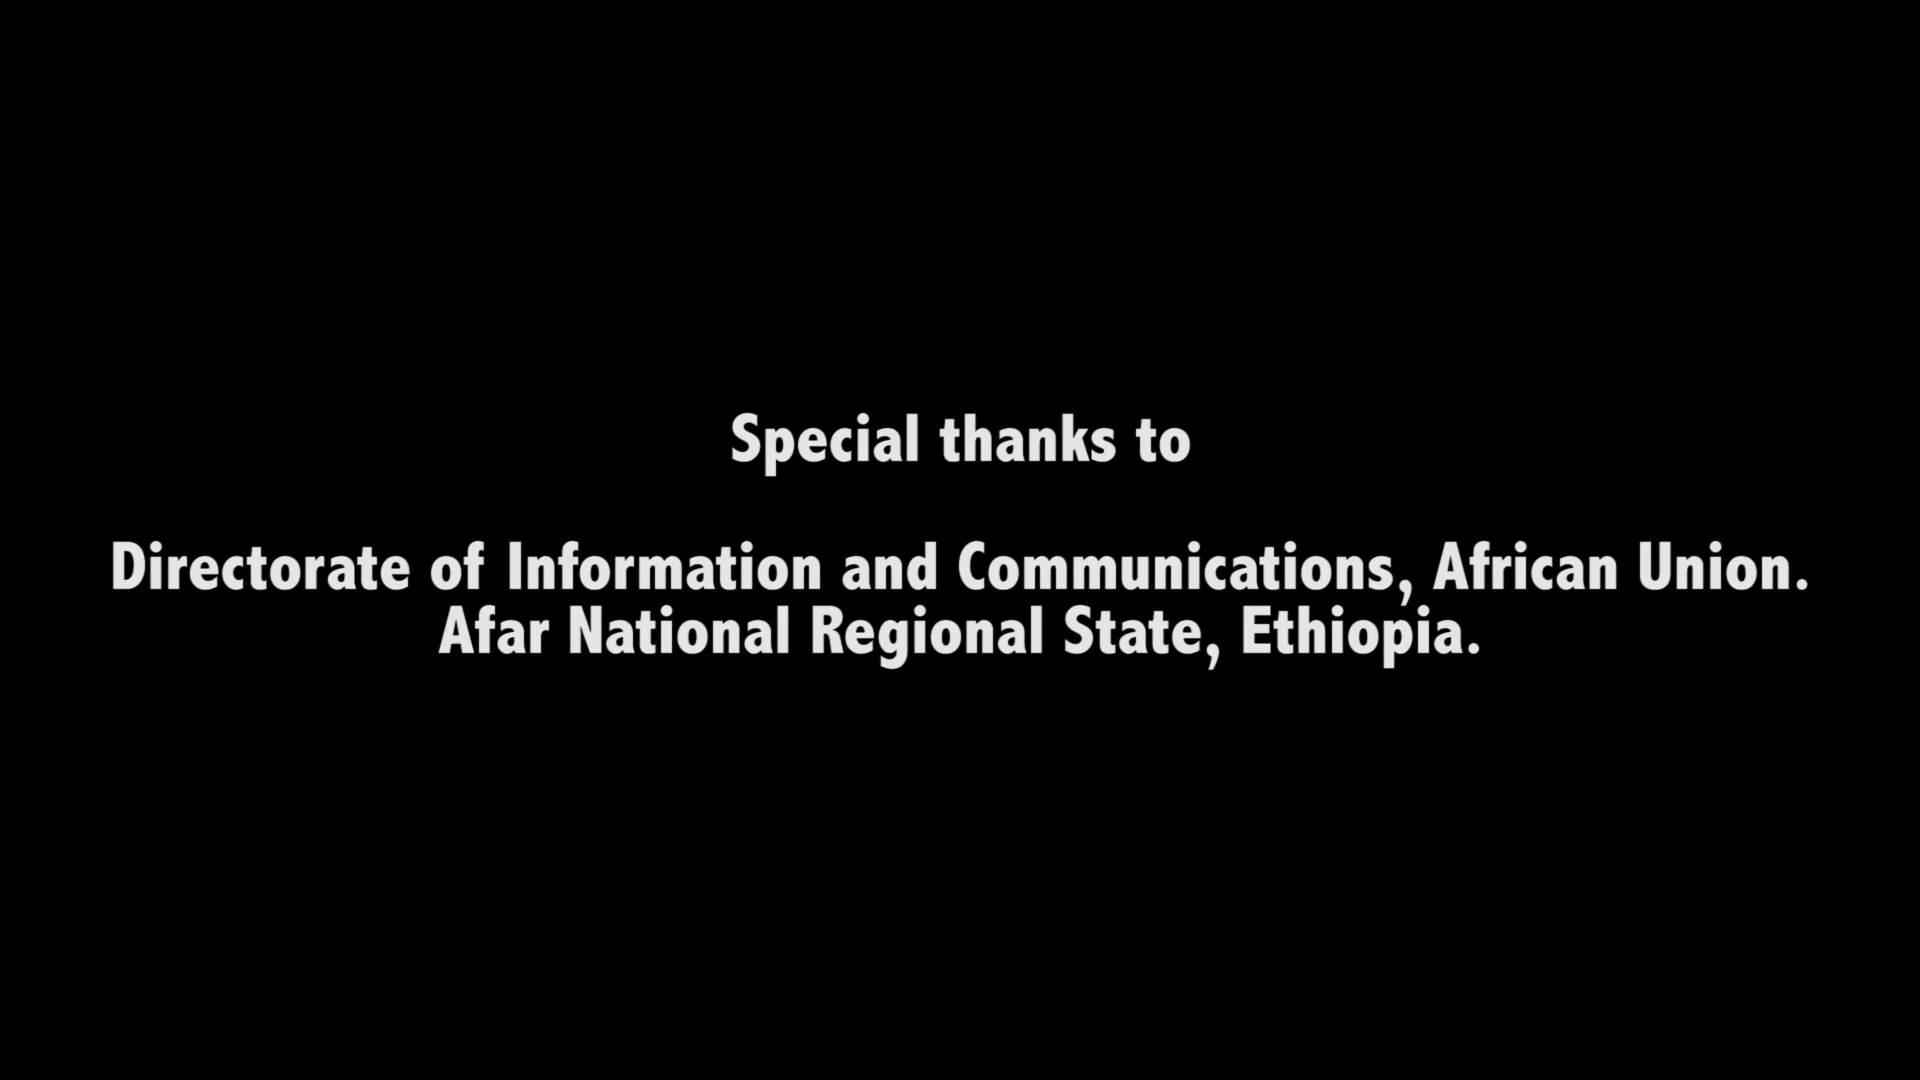 Special thanks to
Directorate of Information and Communications, African Union.
Afar National Regional State, Ethiopia.